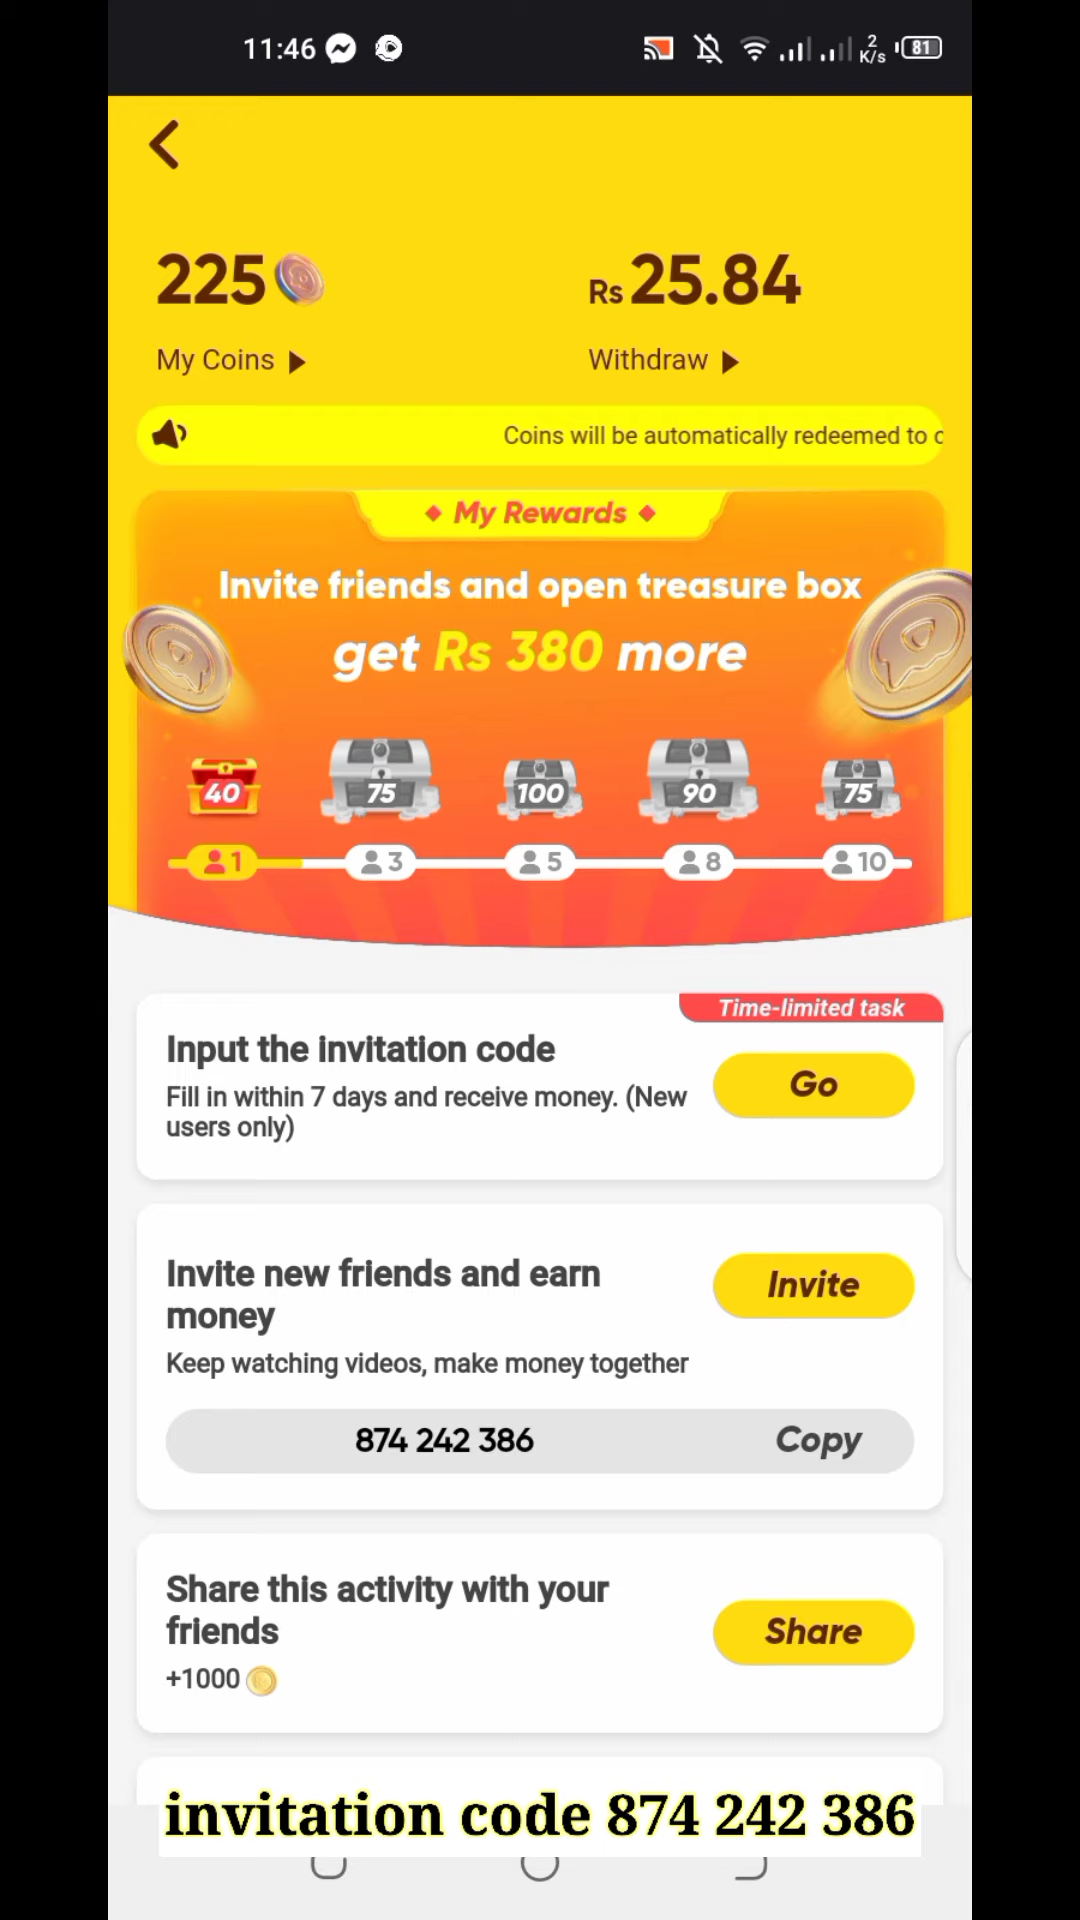 11:46
2
K/s
81
225
Rs 25.84
My Coins
Withdraw
Coins will be automatically redeemed to c
My Rewards
Invite friends and open treasure box
get Rs 380 more
40 75 100 90 75
1 3 5 8 10
Time-limited task
Input the invitation code
Fill in within 7 days and receive money. (New
users only)
Go
Invite new friends and earn
money
Invite
Keep watching videos, make money together
874 242 386
Copy
Share this activity with your
friends
Share
+1000
invitation code 874 242 386